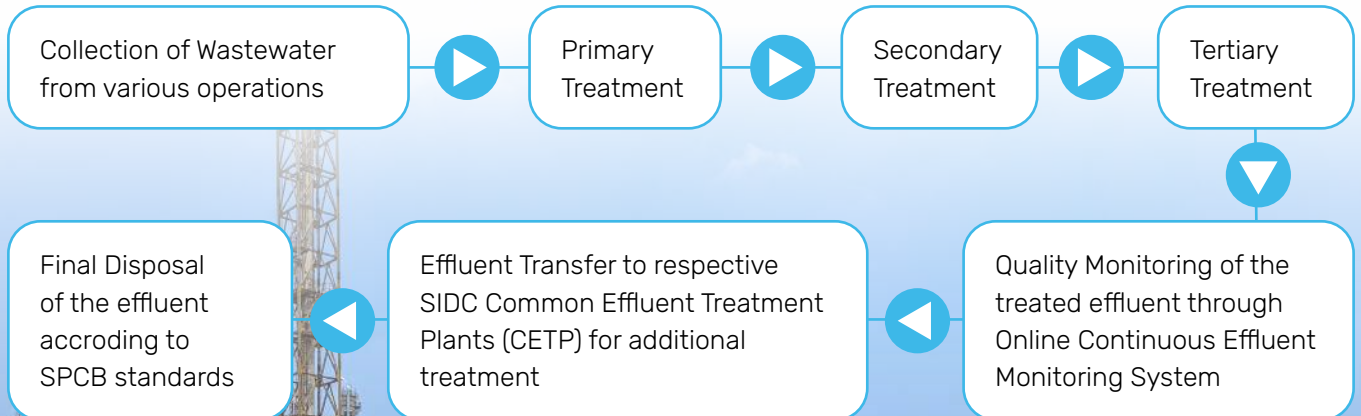 Collection of Wastewater
from various operations
Primary
Treatment
Secondary
Treatment
Tertiary
Treatment
Quality Monitoring of the
treated effluent through
Online Continuous Effluent
Monitoring System
Effluent Transfer to respective
SIDC Common Effluent Treatment
Plants (CETP) for additional
treatment
Final Disposal
of the effluent
accroding to
SPCB standards